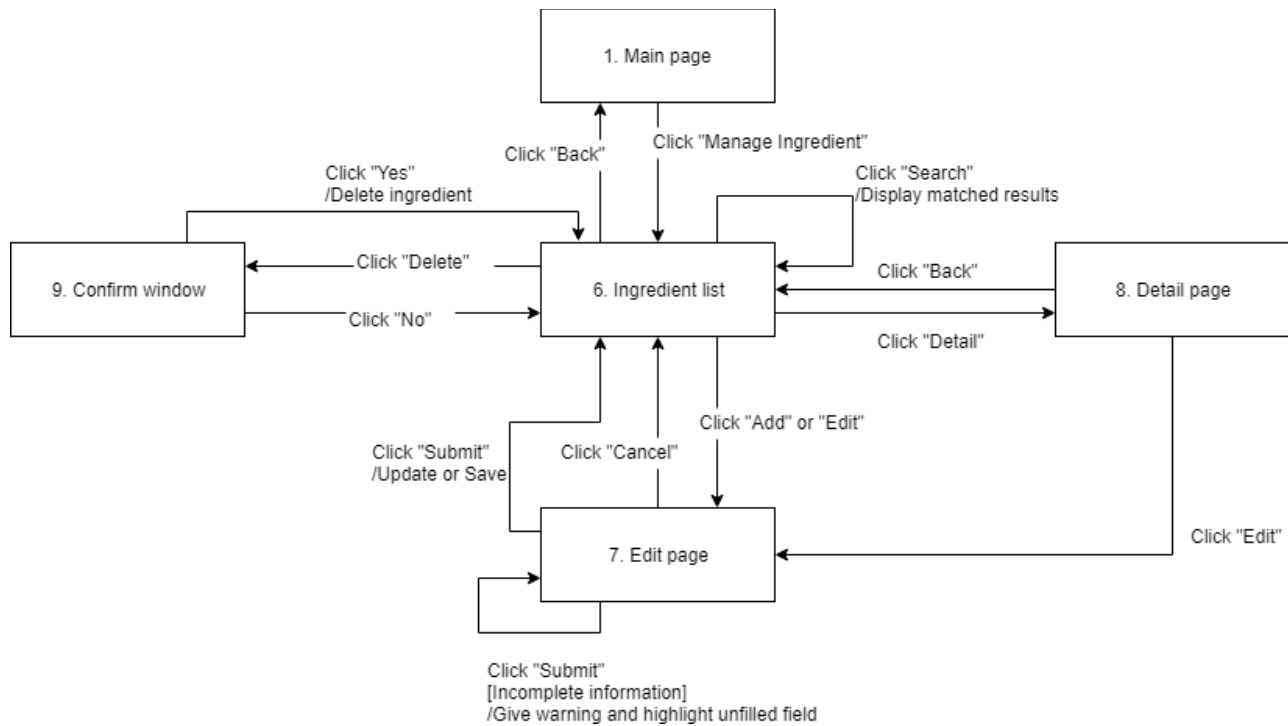 1. Main page
Click "Back"
Click "Manage Ingredient"
Click "Yes"
/Delete ingredient
Click "Search"
/Display matched results
9. Confirm window
Click "Delete"
Click "No"
6. Ingredient list
Click "Back"
8. Detail page
Click "Detail"
Click "Submit"
/Update or Save
Click "Cancel"
Click "Add" or "Edit"
7. Edit page
Click "Edit"
Click "Submit"
[Incomplete information]
/Give warning and highlight unfilled field